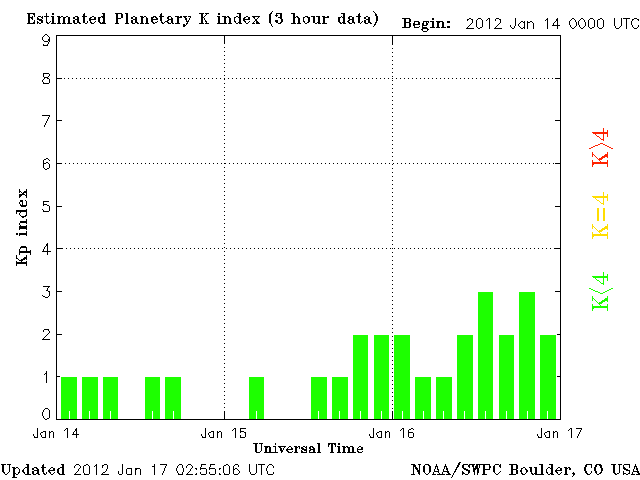 Estimated Planetary K index (3 hour data) Begin: 2012 Jan 14 0000 UTC
9
8
7
6
5
4
3
2
1
0
Kp index
K>4
K=4
K<4
Jan 14 Jan 15 Jan 16 Jan 17
Universal Time
Updated 2012 Jan 17 02:55:06 UTC NOAA/SWPC Boulder, CO USA